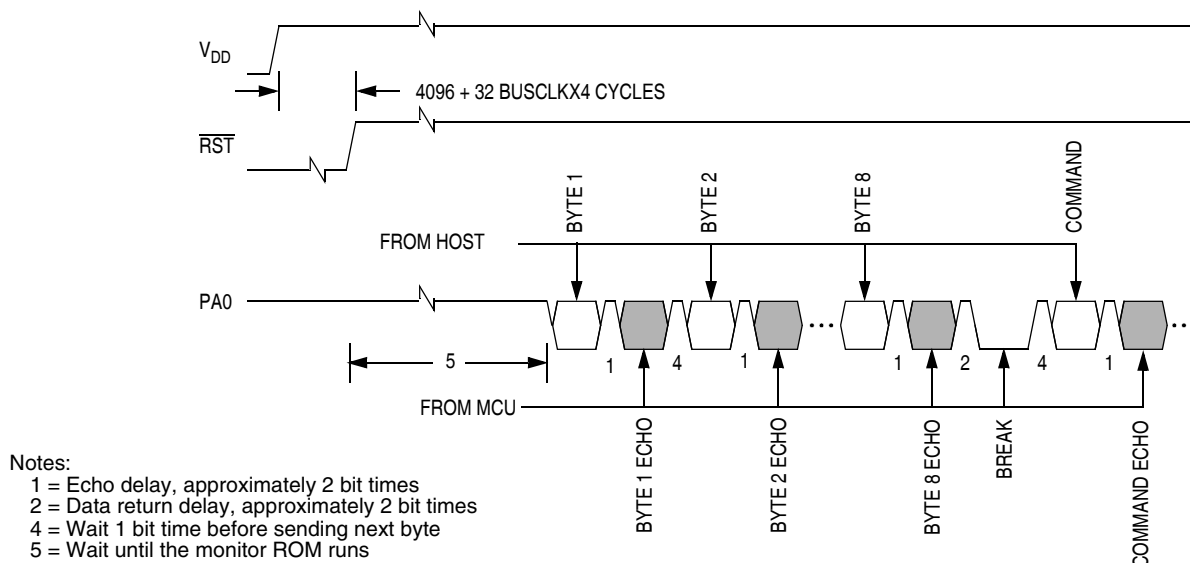 VDD
4096 + 32 BUSCLKX4 CYCLES
RST
BYTE 1
BYTE 2
BYTE 8
COMMAND
FROM HOST
PA0
5
1
4
1
1
2
4
1
FROM MCU
BYTE 1 ECHO
BYTE 2 ECHO
BYTE 8 ECHO
BREAK
COMMAND ECHO
Notes:
1 = Echo delay, approximately 2 bit times
2 = Data return delay, approximately 2 bit times
4 = Wait 1 bit time before sending next byte
5 = Wait until the monitor ROM runs